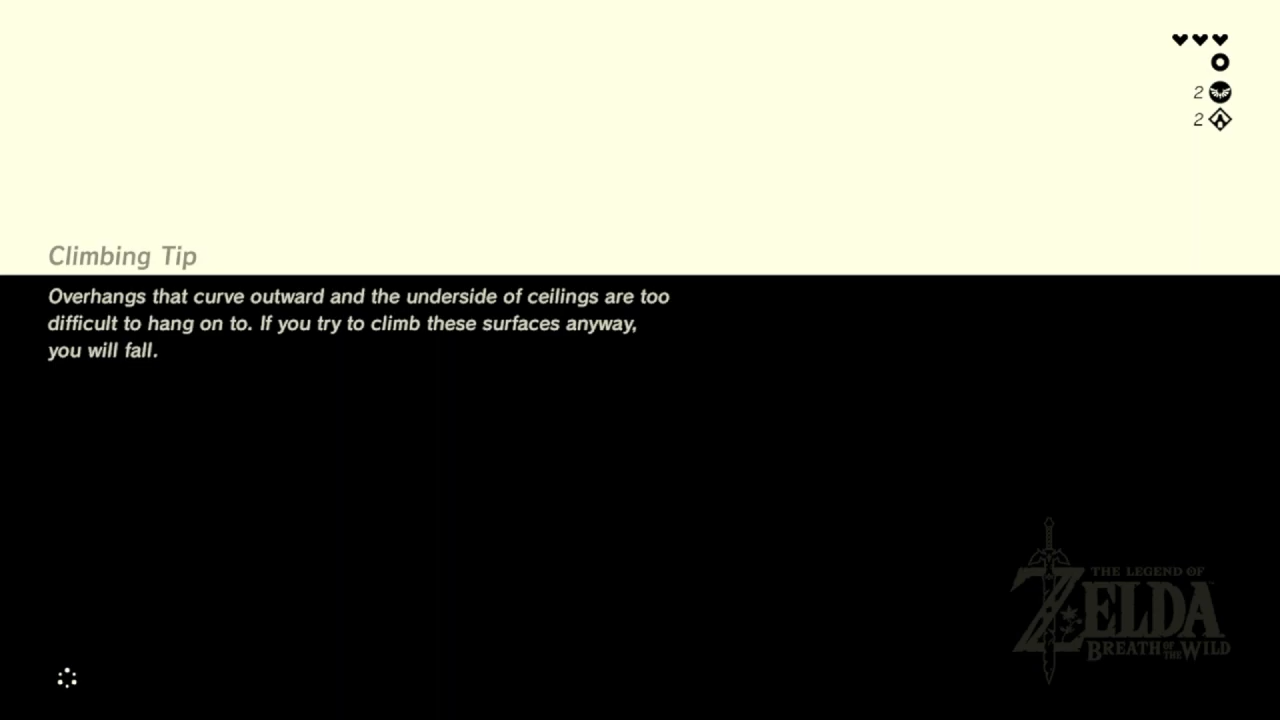 2
2
Climbing Tip
Overhangs that curve outward and the underside of ceilings are too
difficult to hang on to. If you try to climb these surfaces anyway,
you will fall.
THE LEGEND OF
ZELDA
BREATH OF THE WILD